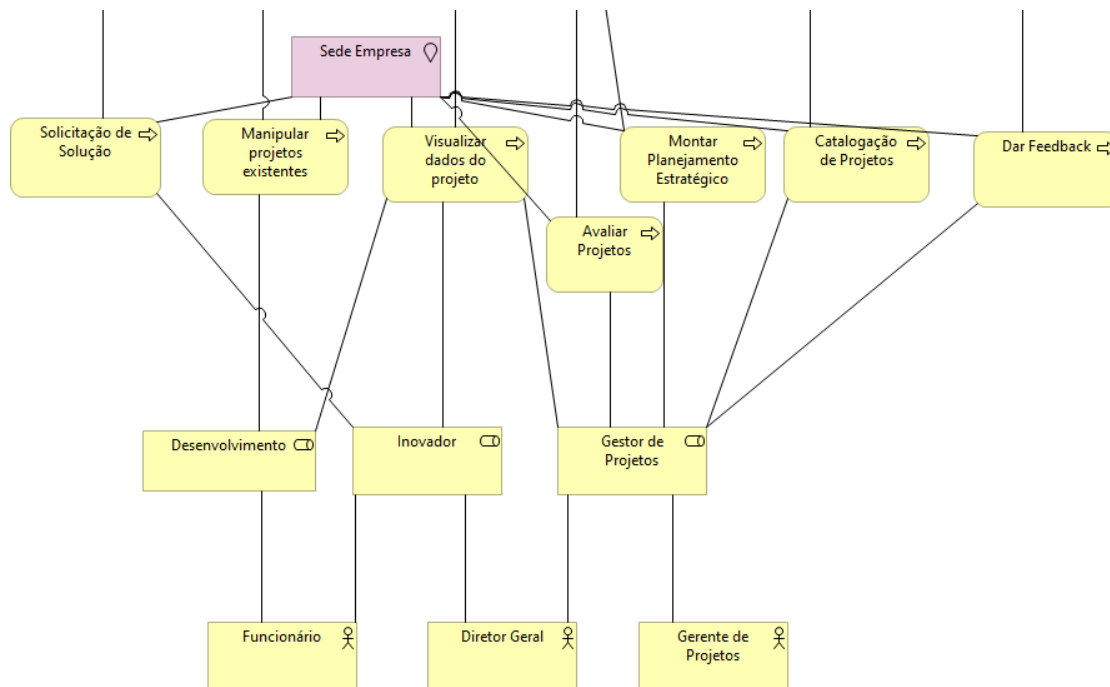 Sede Empresa
Solicitação de
Solução
Manipular
projetos
existentes
Visualizar
dados do
projeto
Montar
Planejamento
Estratégico
Catalogação
de Projetos
Dar Feedback
Avaliar
Projetos
Desenvolvimento
Inovador
Gestor de
Projetos
Funcionário
Diretor Geral
Gerente de
Projetos